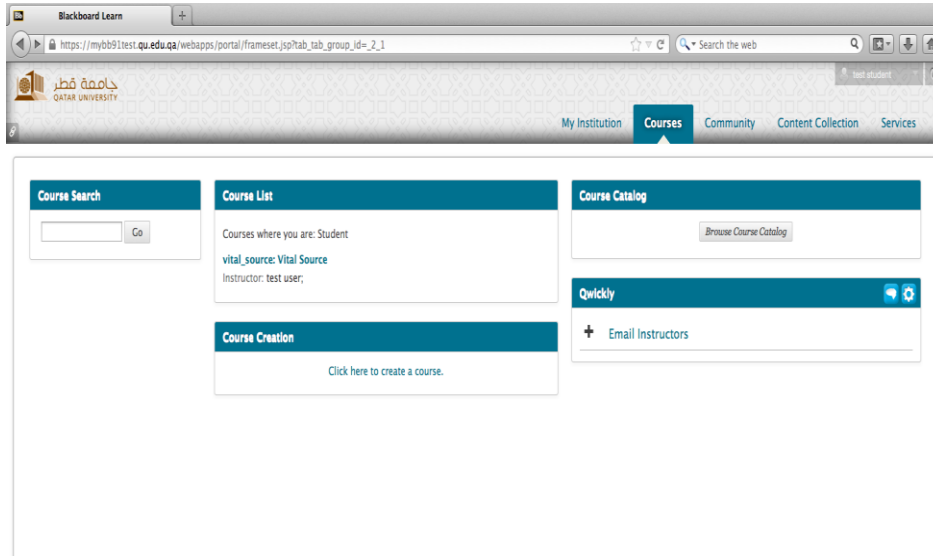 Blackboard Learn
https://mybb91test.qu.edu.qa/webapps/portal/frameset.jsp?tab_tab_group_id=_2_1
Search the web
جامعة قطر
QATAR UNIVERSITY
test student
My Institution
Courses
Community
Content Collection
Services
Course Search
Go
Course List
Courses where you are: Student
vital_source: Vital Source
Instructor: test user;
Course Creation
Click here to create a course.
Course Catalog
Browse Course Catalog
Qwickly
Email Instructors